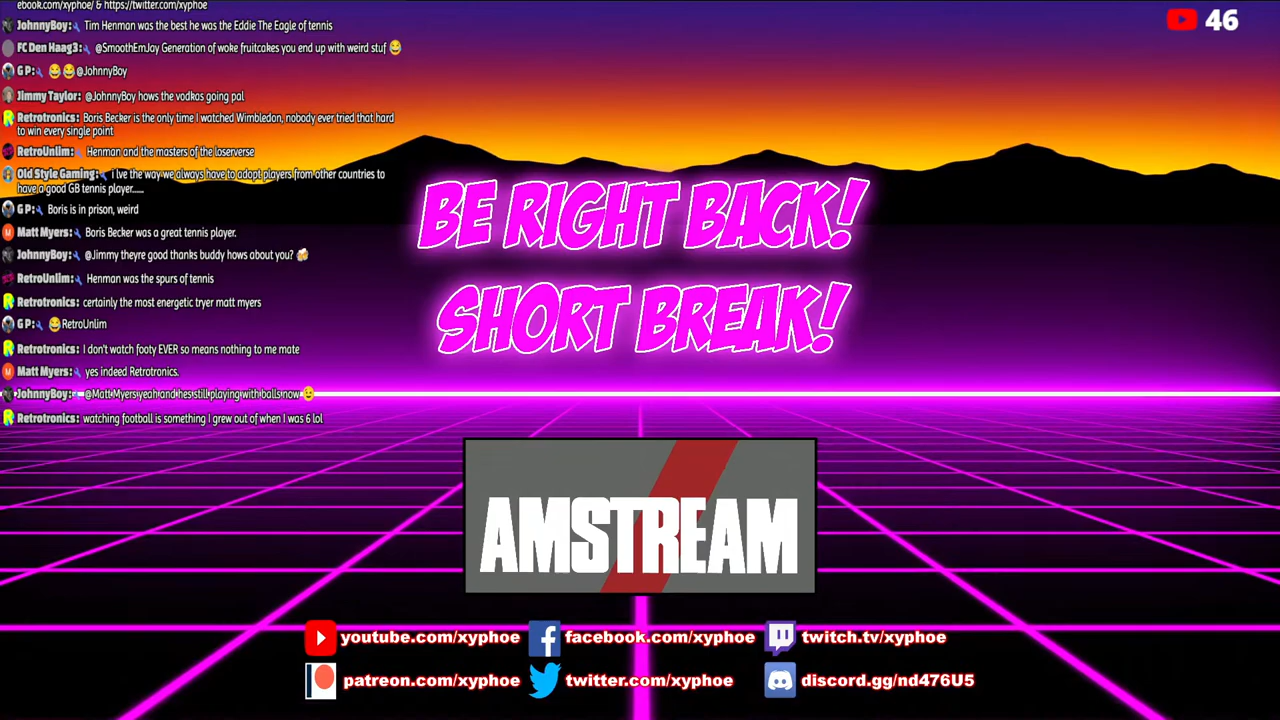 ebook.com/xyphoe/ & https://twitter.com/xyphoe
JohnnyBoy: Tim Henman was the best he was the Eddie The Eagle of tennis
FC Den Haag3: @SmoothEmJay Generation of woke fruitcakes you end up with weird stuf 😂
G P: 😂😂@JohnnyBoy
Jimmy Taylor: @JohnnyBoy hows the vodkas going pal
Retrotronics: Boris Becker is the only time I watched Wimbledon, nobody ever tried that hard
to win every single point
RetroUnlim: Henman and the masters of the loserverse
Old Style Gaming: i lve the way we always have to adopt players from other countries to
have a good GB tennis player.....
G P: Boris is in prison, weird
Matt Myers: Boris Becker was a great tennis player.
JohnnyBoy: @Jimmy theyre good thanks buddy hows about you? 🍻
RetroUnlim: Henman was the spurs of tennis
Retrotronics: certainly the most energetic tryer matt myers
G P: 😂RetroUnlim
Retrotronics: I don't watch footy EVER so means nothing to me mate
Matt Myers: yes indeed Retrotronics.
JohnnyBoy: @Matt Myers yeah and hes still playing with balls now 😉
Retrotronics: watching football is something I grew out of when I was 6 lol
46
BE RIGHT BACK!
SHORT BREAK!
AMSTREAM
youtube.com/xyphoe facebook.com/xyphoe twitch.tv/xyphoe
patreon.com/xyphoe twitter.com/xyphoe discord.gg/nd476U5